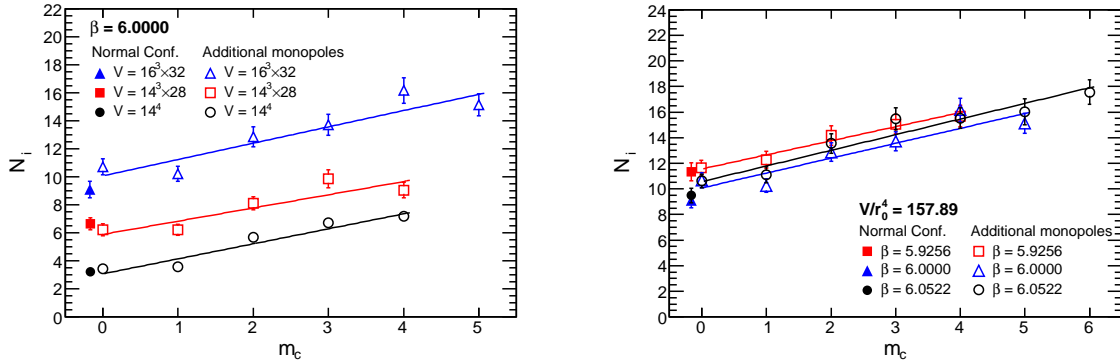 β = 6.0000
Normal Conf. Additional monopoles
V = 16³×32 V = 16³×32
V = 14³×28 V = 14³×28
V = 14⁴ V = 14⁴
22
20
18
16
14
12
10
8
6
4
2
0
Nᵢ
0 1 2 3 4 5
m_c
24
22
20
18
16
14
12
10
8
6
4
2
0
Nᵢ
V/r₀⁴ = 157.89
Normal Conf. Additional monopoles
β = 5.9256 β = 5.9256
β = 6.0000 β = 6.0000
β = 6.0522 β = 6.0522
0 1 2 3 4 5 6
m_c